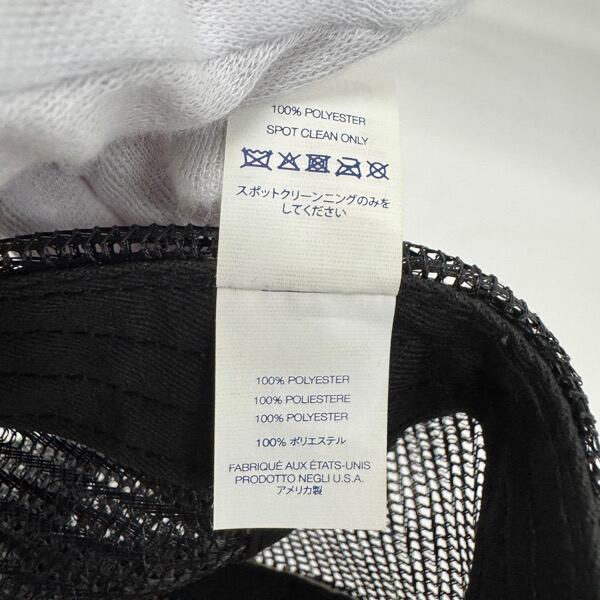 100% POLYESTER
SPOT CLEAN ONLY
スポットクリーンニングのみを
してください
100% POLYESTER
100% POLIESTERE
100% POLYESTER
100% ポリエステル
FABRIQUÉ AUX ÉTATS-UNIS
PRODOTTO NEGLI U.S.A.
アメリカ製